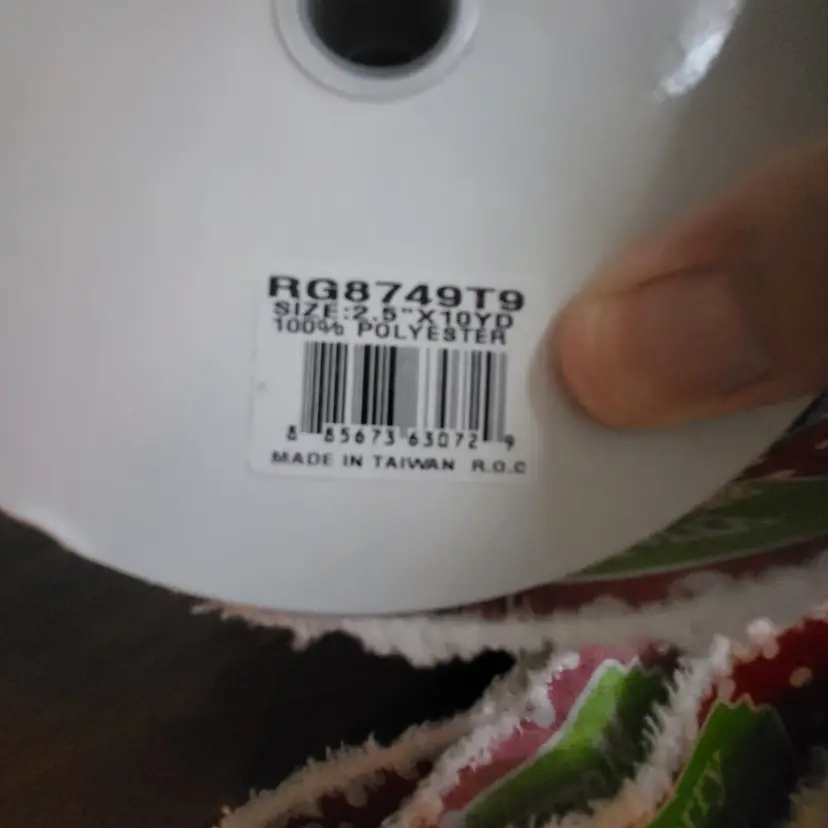 RG8749T9
SIZE:2.5"X10YD
100% POLYESTER
8 85673 63072 9
MADE IN TAIWAN R.O.C